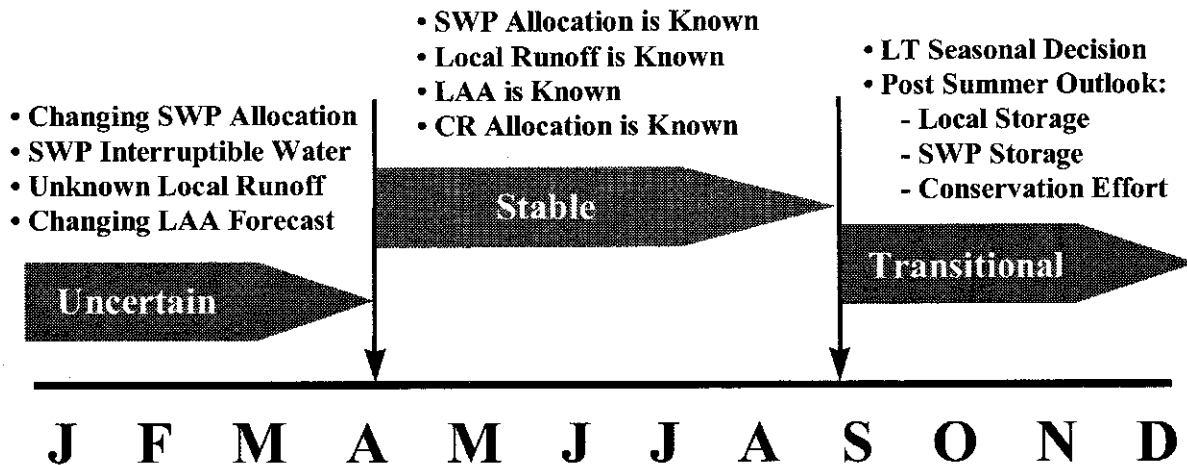 • Changing SWP Allocation
• SWP Interruptible Water
• Unknown Local Runoff
• Changing LAA Forecast
Uncertain
• SWP Allocation is Known
• Local Runoff is Known
• LAA is Known
• CR Allocation is Known
Stable
• LT Seasonal Decision
• Post Summer Outlook:
- Local Storage
- SWP Storage
- Conservation Effort
Transitional
J F M A M J J A S O N D